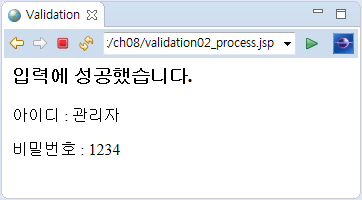 Validation
:/ch08/validation02_process.jsp
입력에 성공했습니다.
아이디 : 관리자
비밀번호 : 1234